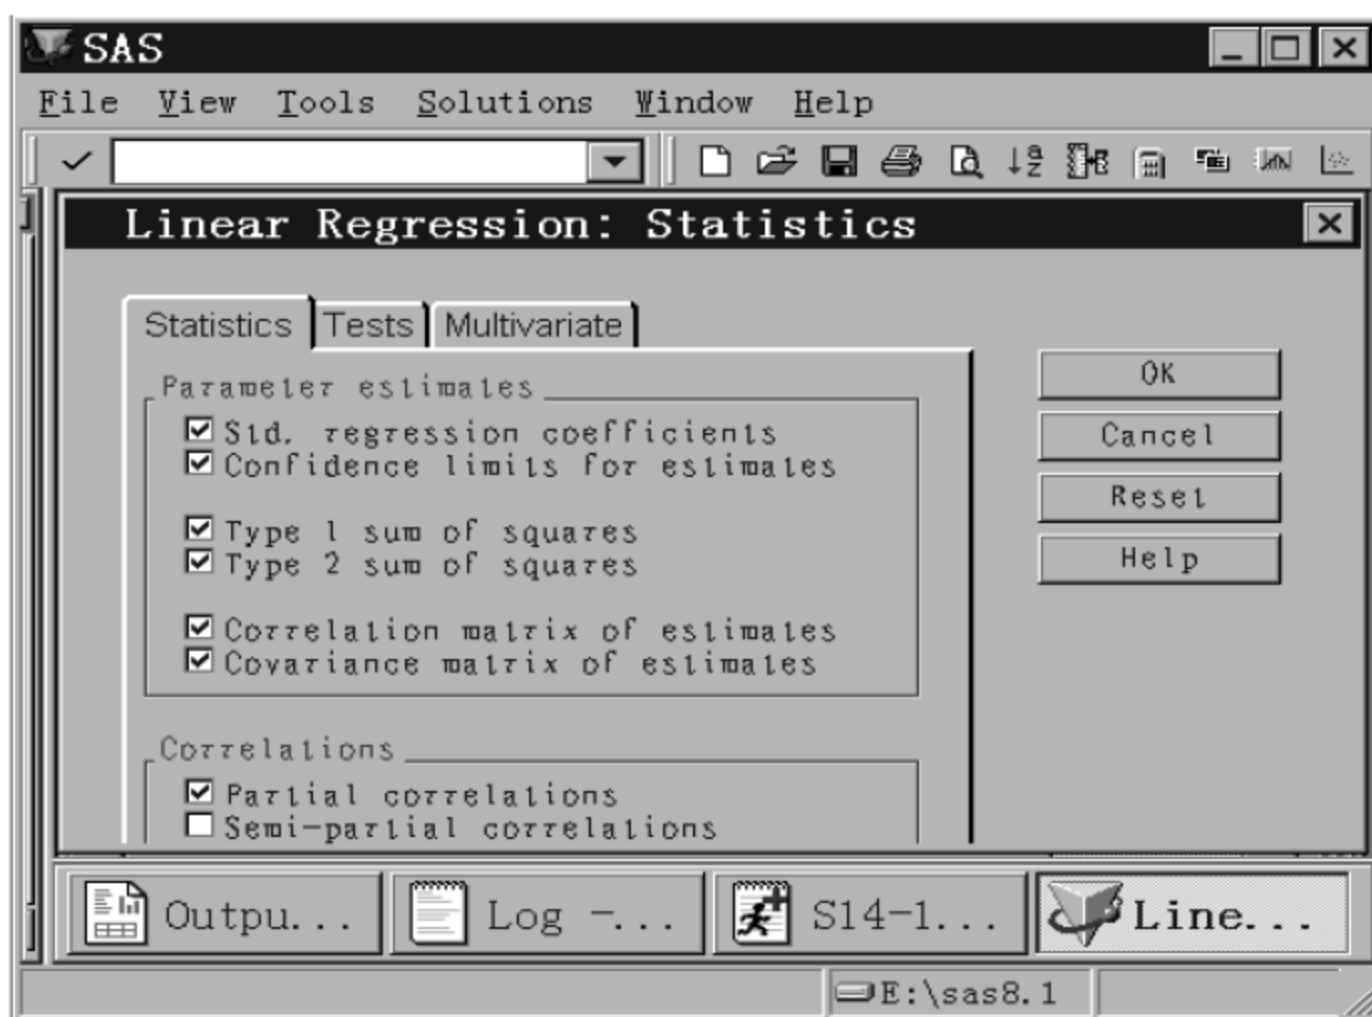 SAS
File View Tools Solutions Window Help
Linear Regression: Statistics
Statistics Tests Multivariate
Parameter estimates
Std. regression coefficients
Confidence limits for estimates
Type 1 sum of squares
Type 2 sum of squares
Correlation matrix of estimates
Covariance matrix of estimates
Correlations
Partial correlations
Semi-partial correlations
OK
Cancel
Reset
Help
Outpu... Log -... S14-1... Line...
E:\sas8.1